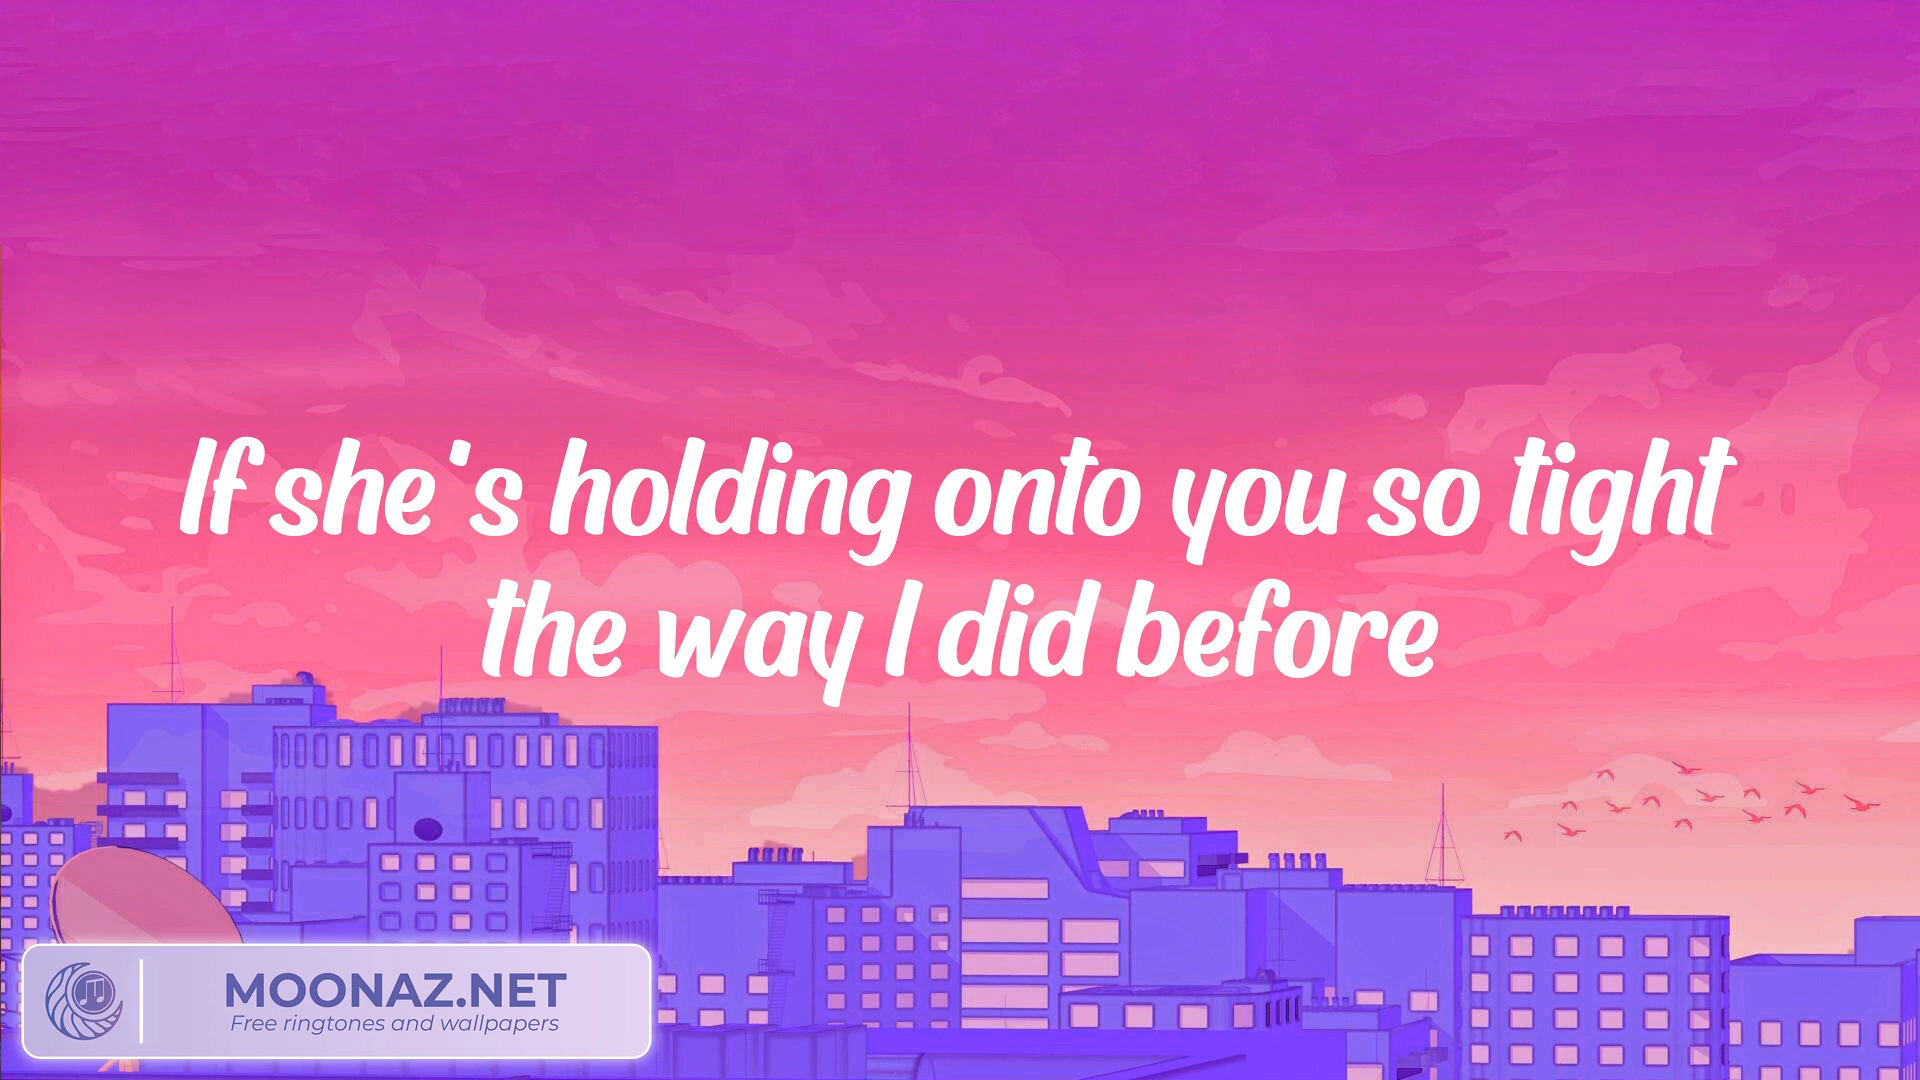 If she's holding onto you so tight
the way I did before
MOONAZ.NET
Free ringtones and wallpapers